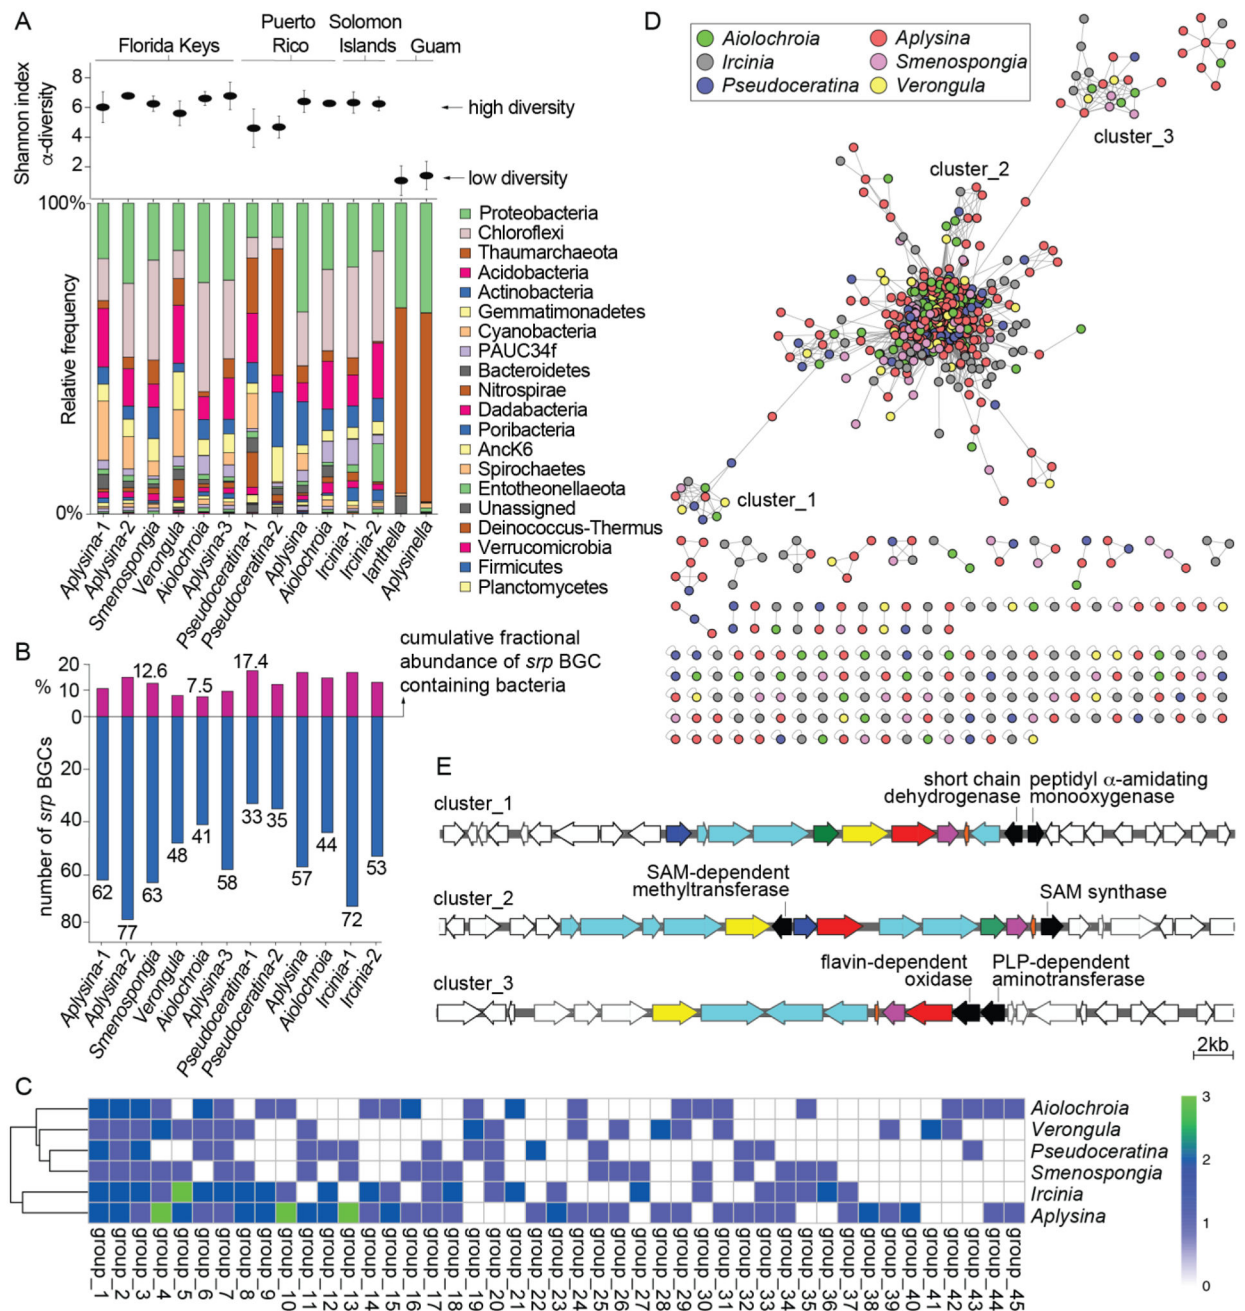 A
Florida Keys
Puerto
Rico
Solomon
Islands
Guam
Shannon index
α-diversity
8
6
4
2
high diversity
low diversity
100%
Relative frequency
0%
Proteobacteria
Chloroflexi
Thaumarchaeota
Acidobacteria
Actinobacteria
Gemmatimonadetes
Cyanobacteria
PAUC34f
Bacteroidetes
Nitrospirae
Dadabacteria
Poribacteria
AncK6
Spirochaetes
Entotheonellaeota
Unassigned
Deinococcus-Thermus
Verrucomicrobia
Firmicutes
Planctomycetes
Aplysina-1
Aplysina-2
Smenospongia
Verongula
Aiolochroia
Aplysina-3
Pseudoceratina-1
Pseudoceratina-2
Aplysina
Aiolochroia
Ircinia-1
Ircinia-2
Ianthella
Aplysinella
B
20
%
10
0
20
40
60
80
number of srp BGCs
12.6
7.5
17.4
cumulative fractional
abundance of srp BGC
containing bacteria
62
77
63
48
41
58
33
35
57
44
72
53
Aplysina-1
Aplysina-2
Smenospongia
Verongula
Aiolochroia
Aplysina-3
Pseudoceratina-1
Pseudoceratina-2
Aplysina
Aiolochroia
Ircinia-1
Ircinia-2
C
Aiolochroia
Verongula
Pseudoceratina
Smenospongia
Ircinia
Aplysina
group_1
group_2
group_3
group_4
group_5
group_6
group_7
group_8
group_9
group_10
group_11
group_12
group_13
group_14
group_15
group_16
group_17
group_18
group_19
group_20
group_21
group_22
group_23
group_24
group_25
group_26
group_27
group_28
group_29
group_30
group_31
group_32
group_33
group_34
group_35
group_36
group_37
group_38
group_39
group_40
group_41
group_42
group_43
group_44
group_45
3
2
1
0
D
Aiolochroia
Ircinia
Pseudoceratina
Aplysina
Smenospongia
Verongula
cluster_3
cluster_2
cluster_1
E
cluster_1
short chain
dehydrogenase
peptidyl α-amidating
monooxygenase
cluster_2
SAM-dependent
methyltransferase
SAM synthase
cluster_3
flavin-dependent
oxidase
PLP-dependent
aminotransferase
2kb